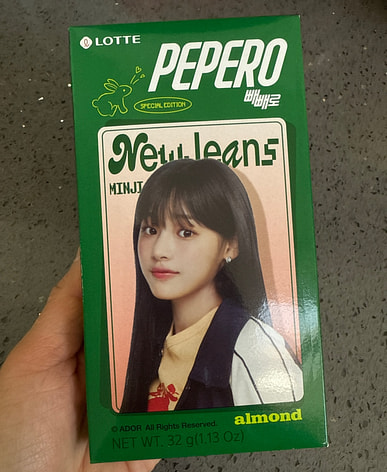 LOTTE
PEPERO
빼빼로
SPECIAL EDITION
NewJeans
MINJI
almond
© ADOR. All Rights Reserved.
NET WT. 32 g(1.13 Oz)